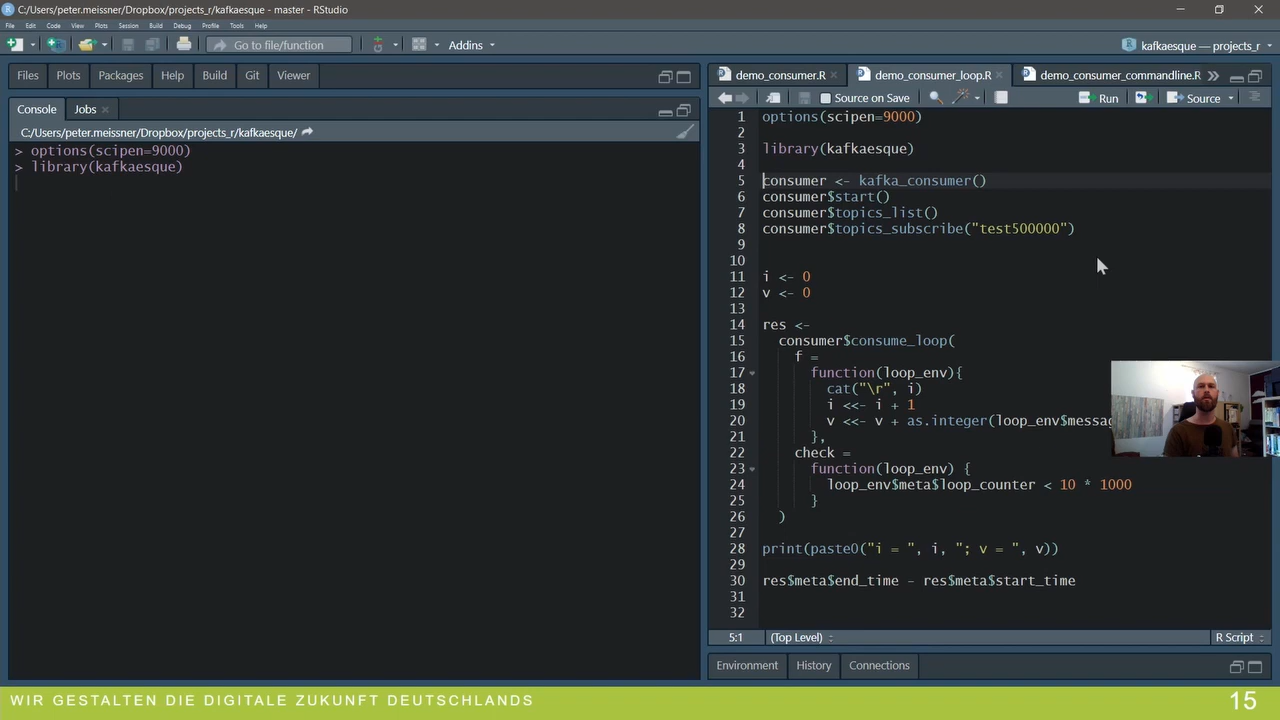 C:/Users/peter.meissner/Dropbox/projects_r/kafkaesque - master - RStudio
File Edit Code View Plots Session Build Debug Profile Tools Help
Go to file/function Addins kafkaesque — projects_r
Files Plots Packages Help Build Git Viewer
Console Jobs
C:/Users/peter.meissner/Dropbox/projects_r/kafkaesque/
> options(scipen=9000)
> library(kafkaesque)
demo_consumer.R demo_consumer_loop.R demo_consumer_commandline.R
Source on Save Run Source
1 options(scipen=9000)
2
3 library(kafkaesque)
4
5 consumer <- kafka_consumer()
6 consumer$start()
7 consumer$topics_list()
8 consumer$topics_subscribe("test500000")
9
10
11 i <- 0
12 v <- 0
13
14 res <-
15 consumer$consume_loop(
16 f =
17 function(loop_env){
18 cat("\r", i)
19 i <<- i + 1
20 v <<- v + as.integer(loop_env$messag
21 },
22 check =
23 function(loop_env) {
24 loop_env$meta$loop_counter < 10 * 1000
25 }
26 )
27
28 print(paste0("i = ", i, "; v = ", v))
29
30 res$meta$end_time - res$meta$start_time
31
32
5:1 (Top Level) R Script
Environment History Connections
WIR GESTALTEN DIE DIGITALE ZUKUNFT DEUTSCHLANDS
15